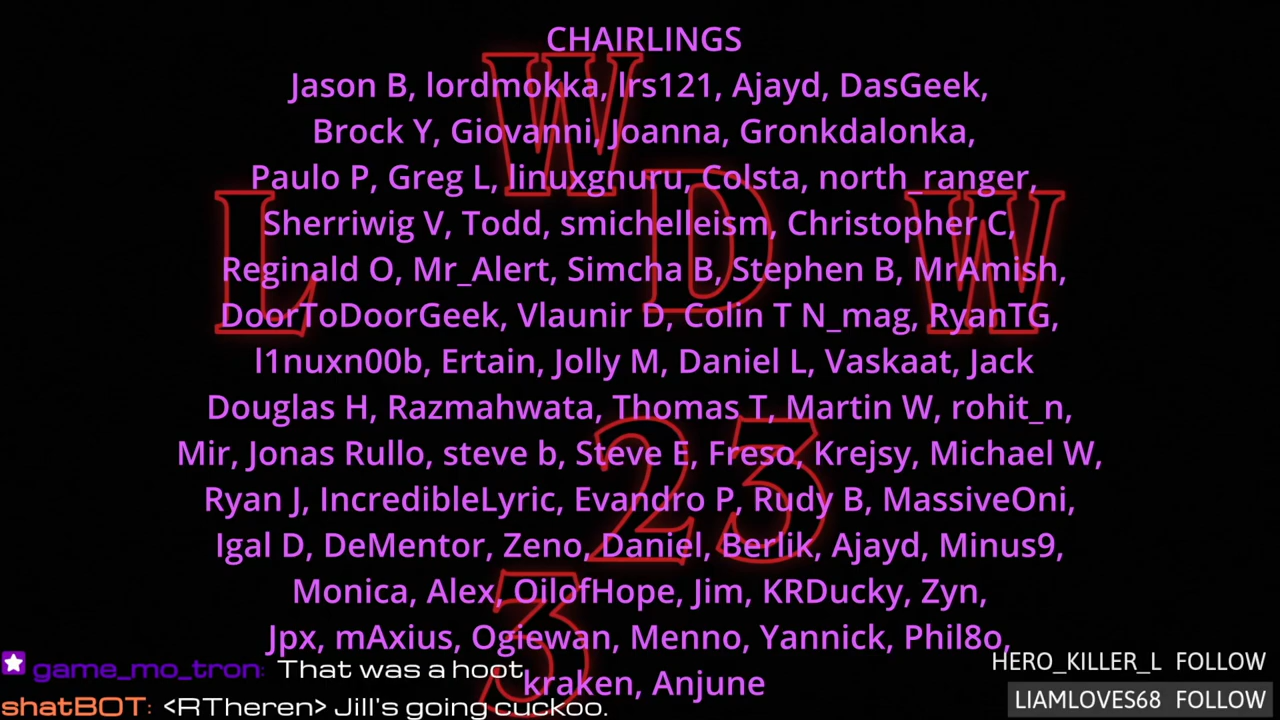 CHAIRLINGS
Jason B, lordmokka, lrs121, Ajayd, DasGeek,
Brock Y, Giovanni, Joanna, Gronkdalonka,
Paulo P, Greg L, linuxgnuru, Colsta, north_ranger,
Sherriwig V, Todd, smichelleism, Christopher C,
Reginald O, Mr_Alert, Simcha B, Stephen B, MrAmish,
DoorToDoorGeek, Vlaunir D, Colin T N_mag, RyanTG,
l1nuxn00b, Ertain, Jolly M, Daniel L, Vaskaat, Jack
Douglas H, Razmahwata, Thomas T, Martin W, rohit_n,
Mir, Jonas Rullo, steve b, Steve E, Freso, Krejsy, Michael W,
Ryan J, IncredibleLyric, Evandro P, Rudy B, MassiveOni,
Igal D, DeMentor, Zeno, Daniel, Berlik, Ajayd, Minus9,
Monica, Alex, OilofHope, Jim, KRDucky, Zyn,
Jpx, mAxius, Ogiewan, Menno, Yannick, Phil8o,
kraken, Anjune
W
L D W
23
3
game_mo_tron: That was a hoot
shatBOT: <RTheren> Jill's going cuckoo.
HERO_KILLER_L FOLLOW
LIAMLOVES68 FOLLOW